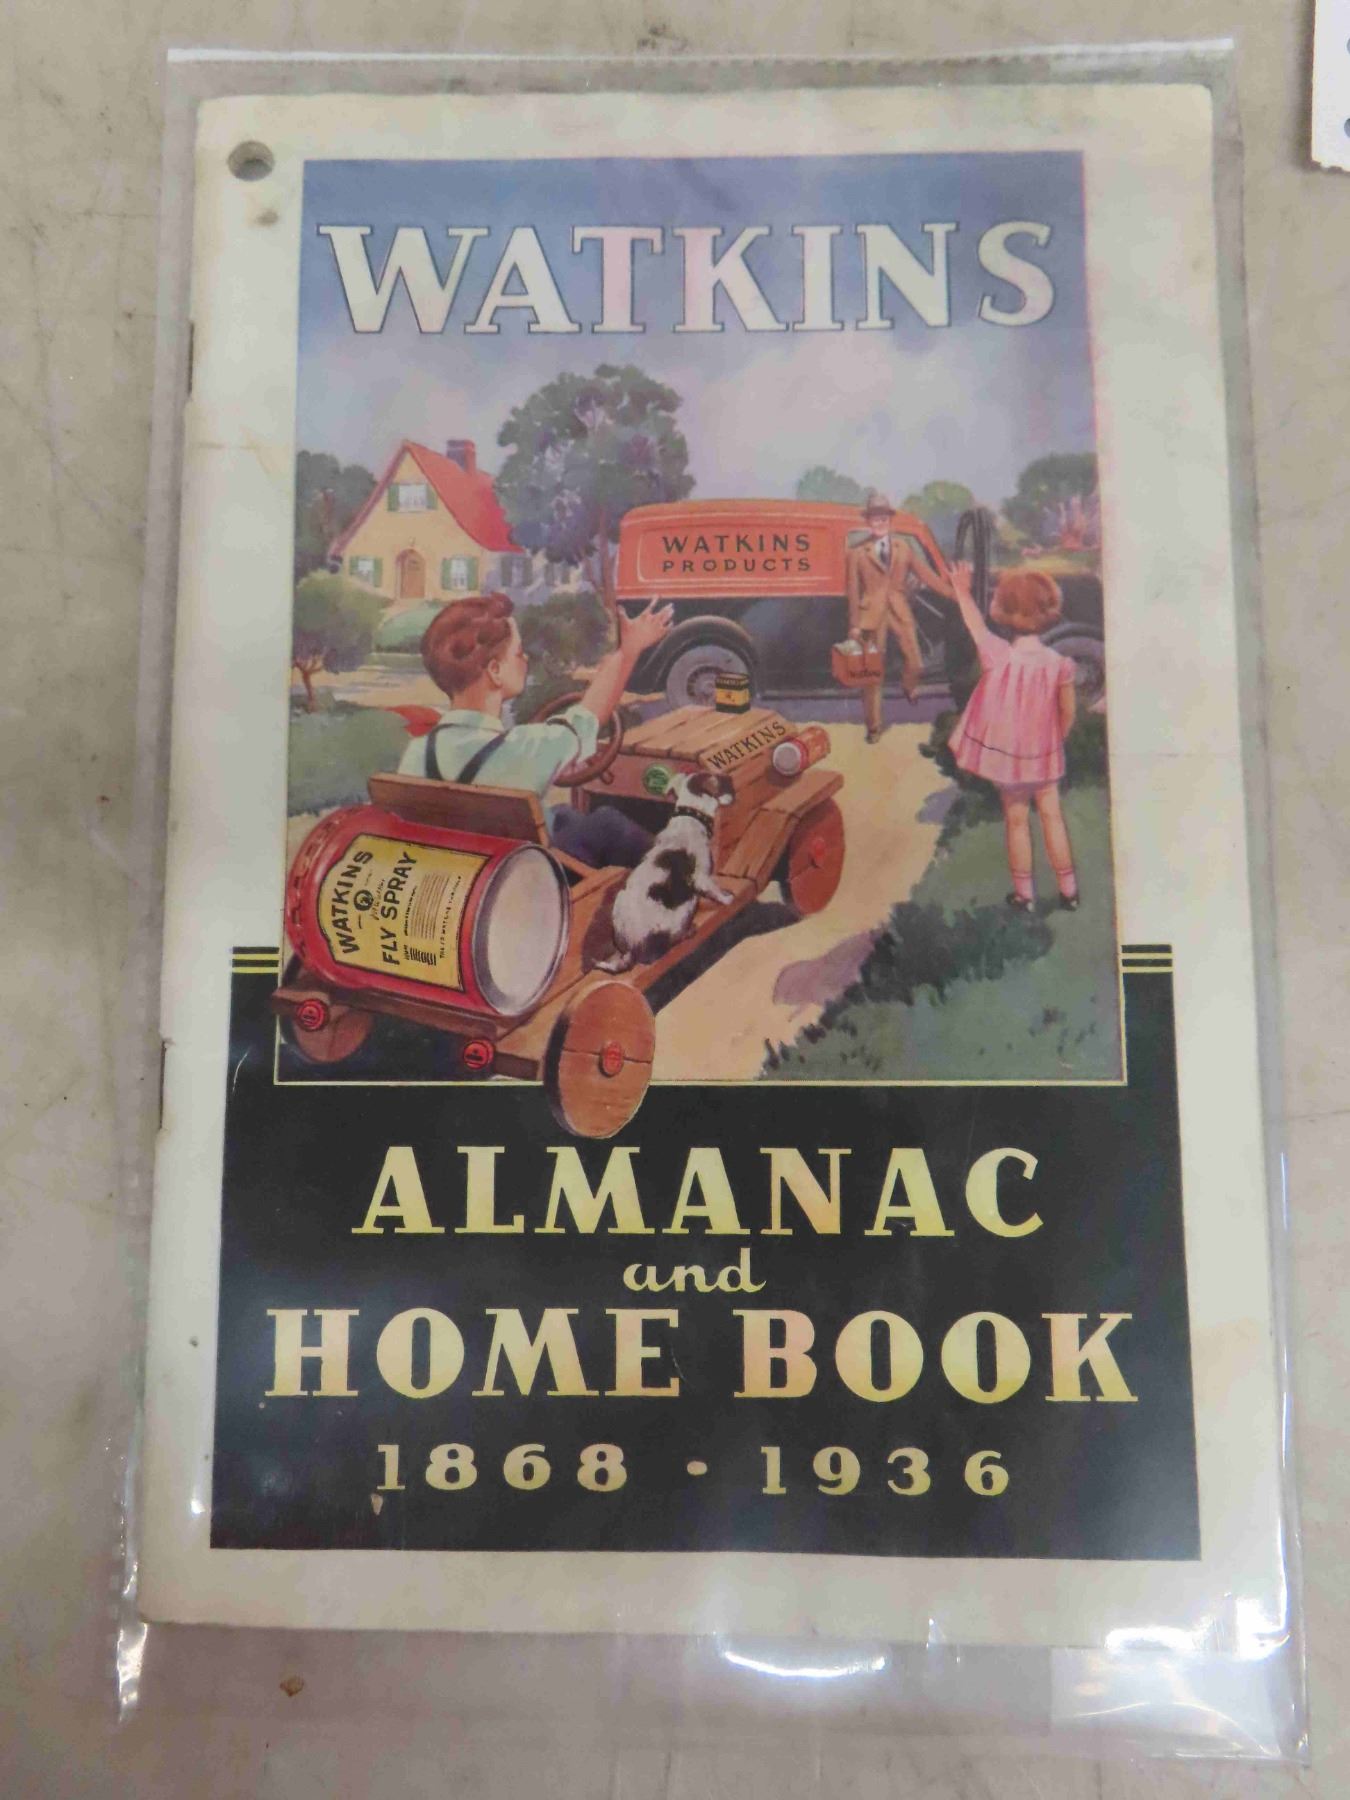 WATKINS
WATKINS
PRODUCTS
WATKINS
WATKINS
FLY SPRAY
ALMANAC
and
HOME BOOK
1868 • 1936